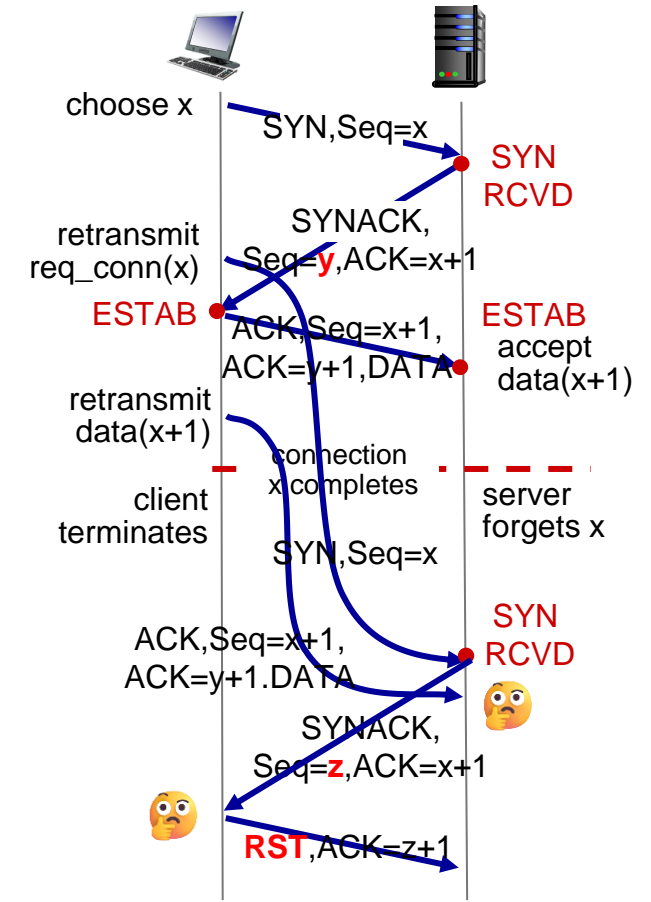 choose x
SYN,Seq=x
SYN
RCVD
SYNACK,
Seq=y,ACK=x+1
retransmit
req_conn(x)
ESTAB
ACK,Seq=x+1,
ACK=y+1,DATA
ESTAB
accept
data(x+1)
retransmit
data(x+1)
connection
x completes
client
terminates
server
forgets x
SYN,Seq=x
SYN
RCVD
ACK,Seq=x+1,
ACK=y+1.DATA
SYNACK,
Seq=z,ACK=x+1
RST,ACK=z+1